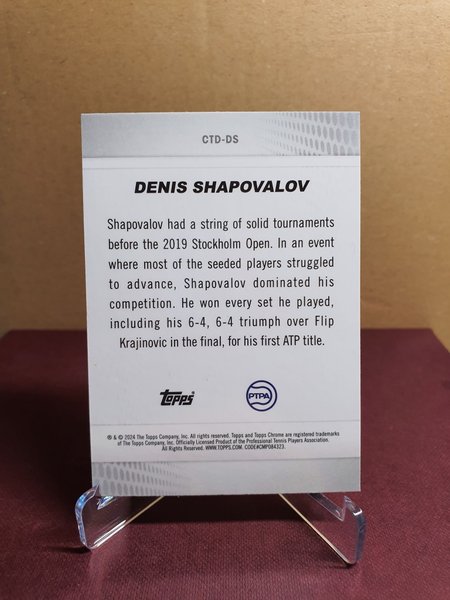 CTD-DS
DENIS SHAPOVALOV
Shapovalov had a string of solid tournaments
before the 2019 Stockholm Open. In an event
where most of the seeded players struggled
to advance, Shapovalov dominated his
competition. He won every set he played,
including his 6-4, 6-4 triumph over Flip
Krajinovic in the final, for his first ATP title.
Topps®
PTPA
® & © 2024 The Topps Company, Inc. All rights reserved. Topps and Topps Chrome are registered trademarks
of The Topps Company, Inc. Officially Licensed Product of the Professional Tennis Players Association.
All Rights Reserved. WWW.TOPPS.COM. CODE#CMP084323.